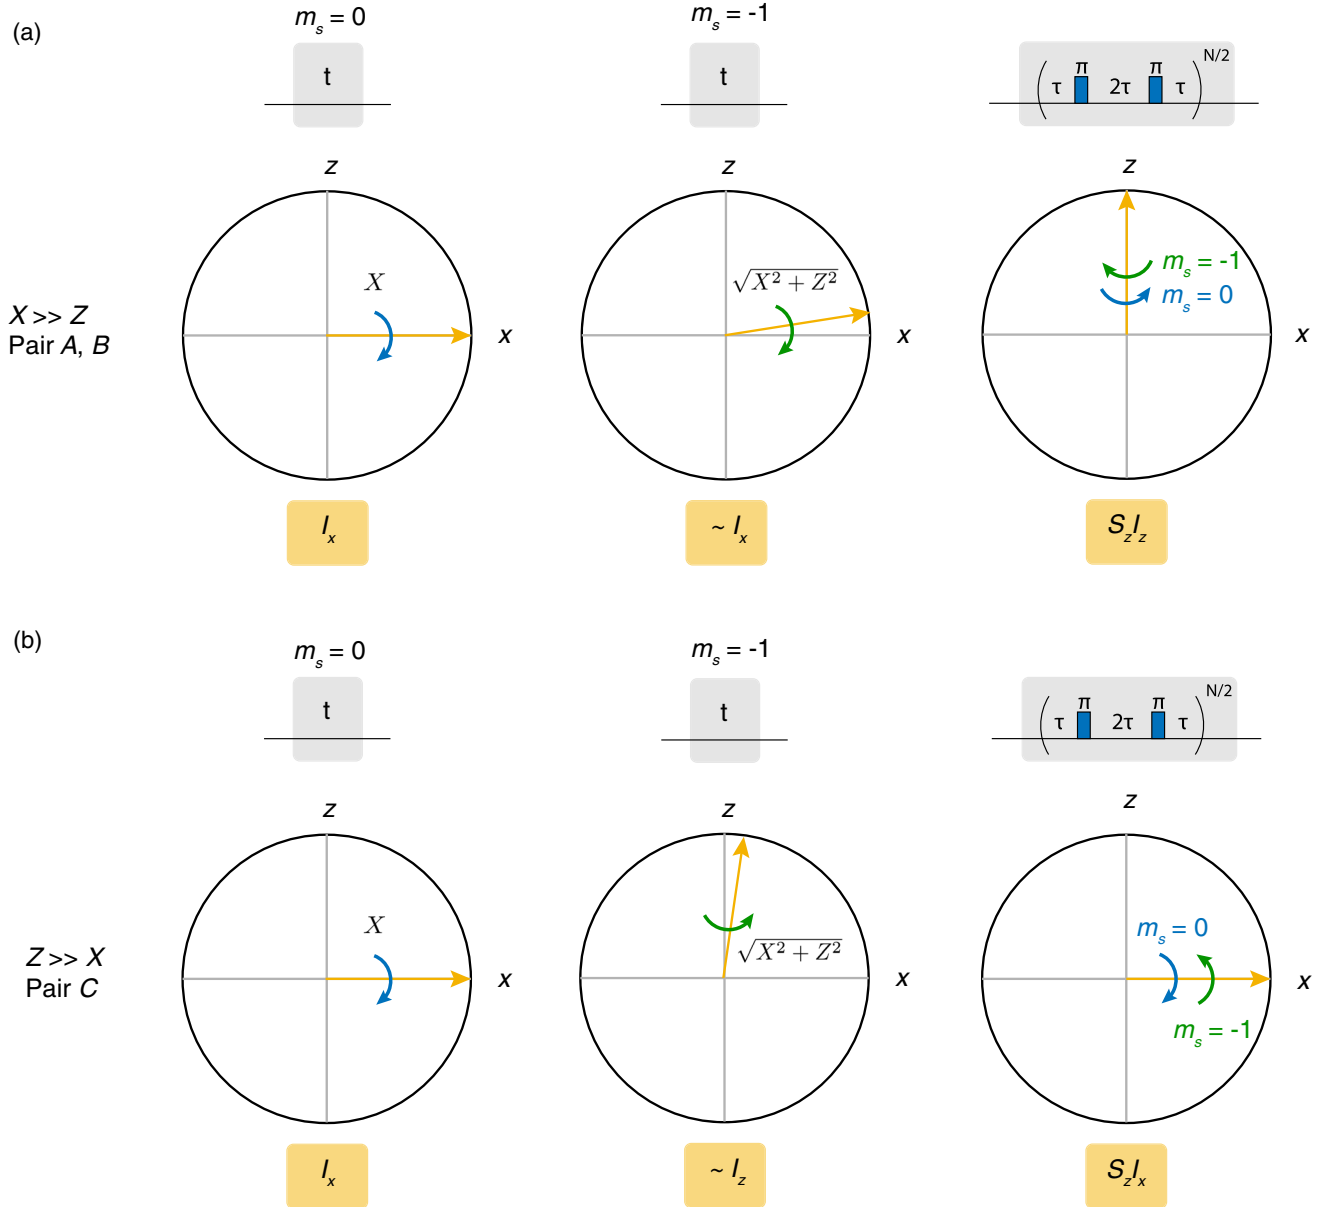 (a)
m_s = 0
m_s = -1
t
t
(τ π 2τ π τ)^N/2
z
z
z
X >> Z
Pair A, B
X
√X² + Z²
m_s = -1
m_s = 0
x
x
x
I_x
~ I_x
S_zI_z
(b)
m_s = 0
m_s = -1
t
t
(τ π 2τ π τ)^N/2
z
z
z
Z >> X
Pair C
X
√X² + Z²
m_s = 0
m_s = -1
x
x
x
I_x
~ I_z
S_zI_x